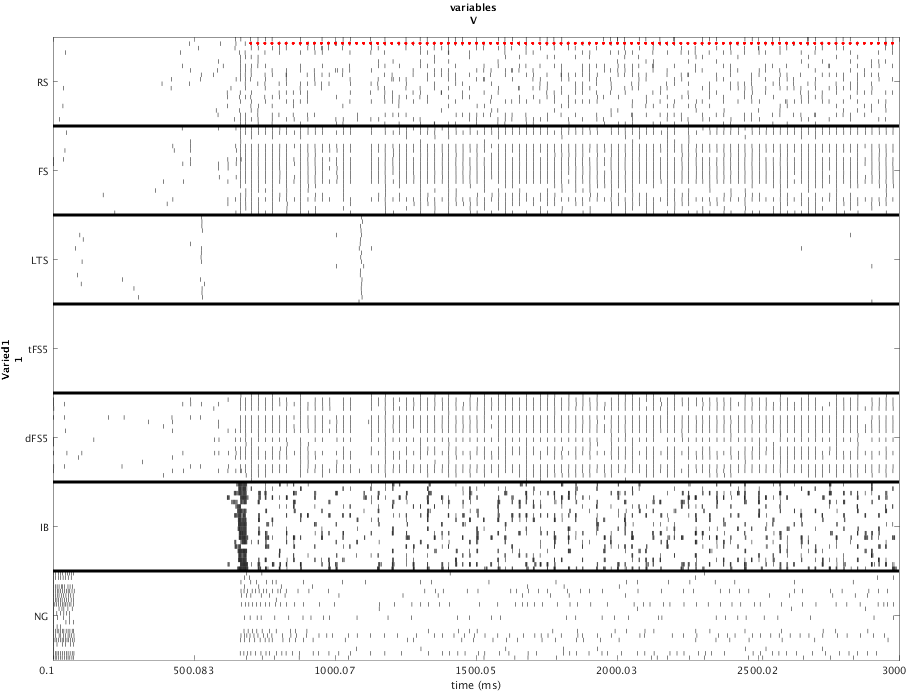 variables
V
RS
FS
LTS
tFS5
dFS5
IB
NG
Varied1
1
0.1
500.083
1000.07
1500.05
2000.03
2500.02
3000
time (ms)